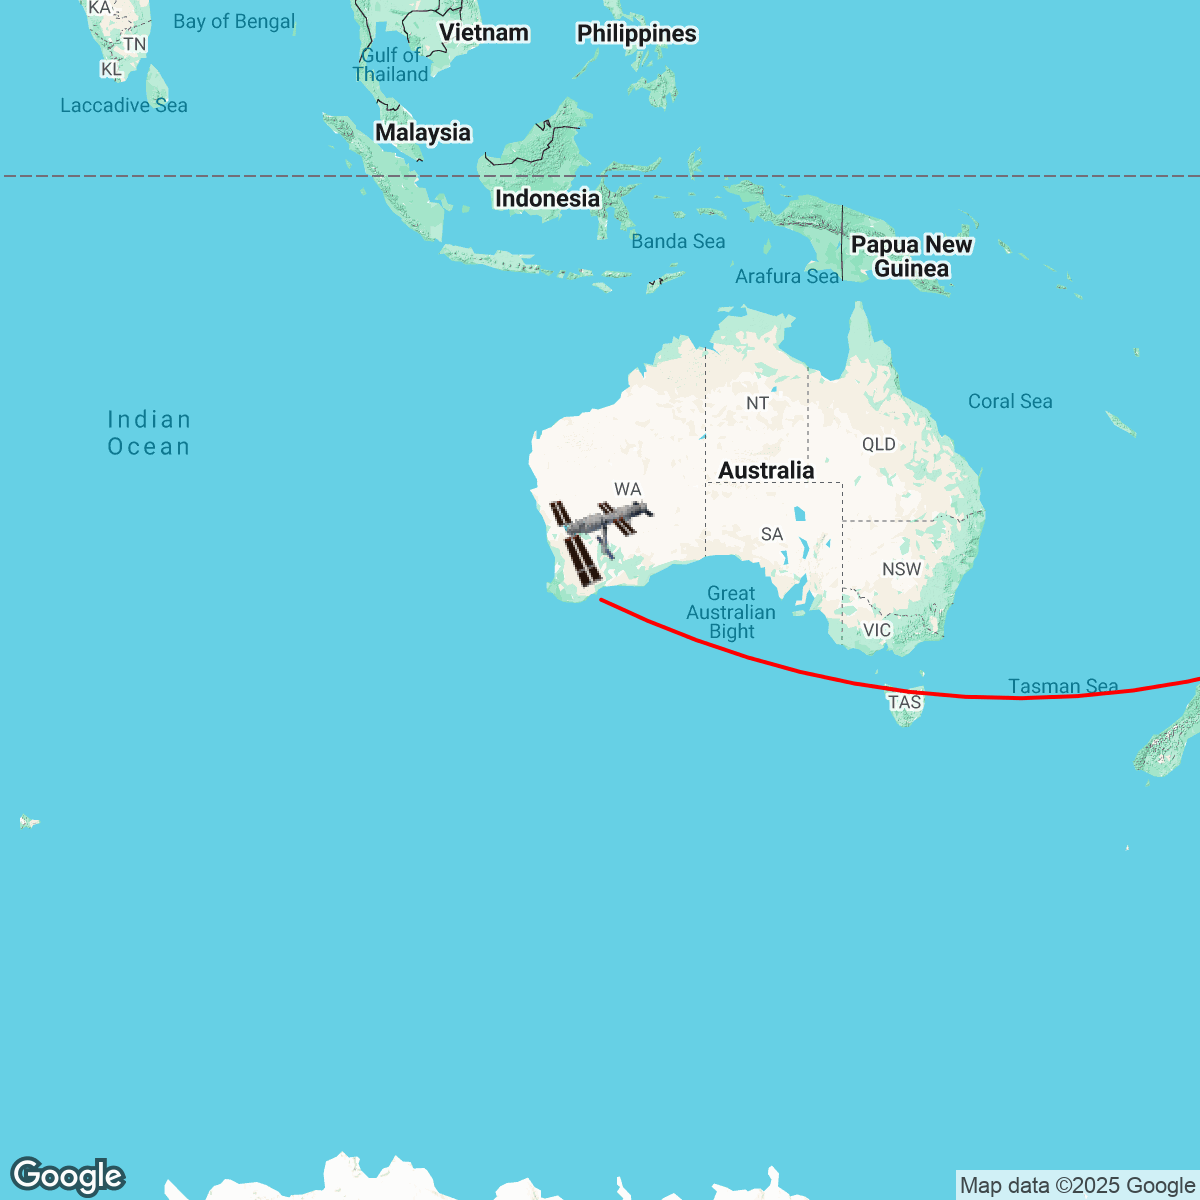 KA
Bay of Bengal
Vietnam
Philippines
TN
Gulf of
Thailand
KL
Laccadive Sea
Malaysia
Indonesia
Banda Sea
Papua New
Guinea
Arafura Sea
Indian
Ocean
NT
Coral Sea
QLD
Australia
WA
SA
NSW
Great
Australian
Bight
VIC
Tasman Sea
TAS
Google
Map data ©2025 Google